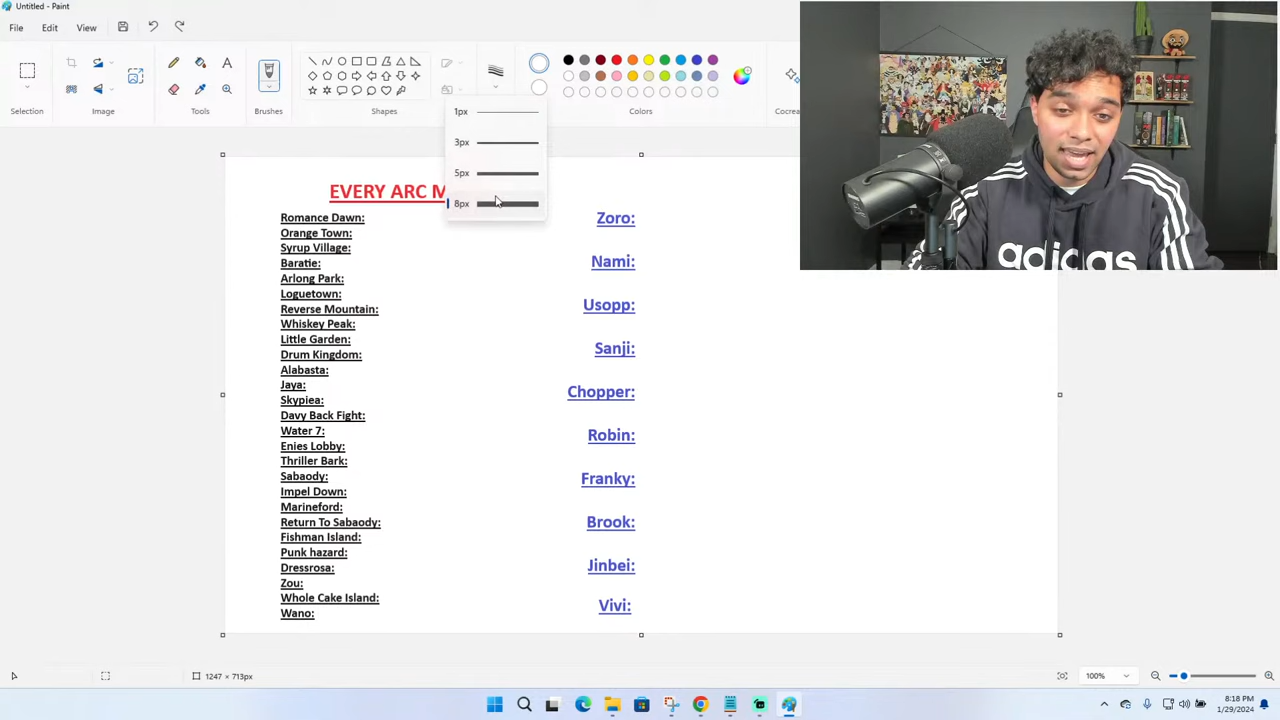 Untitled - Paint
File Edit View
Selection
Image
Tools
Brushes
Shapes
Colors
Cocrea
1px
3px
5px
8px
EVERY ARC M
Romance Dawn:
Orange Town:
Syrup Village:
Baratie:
Arlong Park:
Loguetown:
Reverse Mountain:
Whiskey Peak:
Little Garden:
Drum Kingdom:
Alabasta:
Jaya:
Skypiea:
Davy Back Fight:
Water 7:
Enies Lobby:
Thriller Bark:
Sabaody:
Impel Down:
Marineford:
Return To Sabaody:
Fishman Island:
Punk hazard:
Dressrosa:
Zou:
Whole Cake Island:
Wano:
Zoro:
Nami:
Usopp:
Sanji:
Chopper:
Robin:
Franky:
Brook:
Jinbei:
Vivi:
adidas
1247 × 713px
100%
8:18 PM
1/29/2024